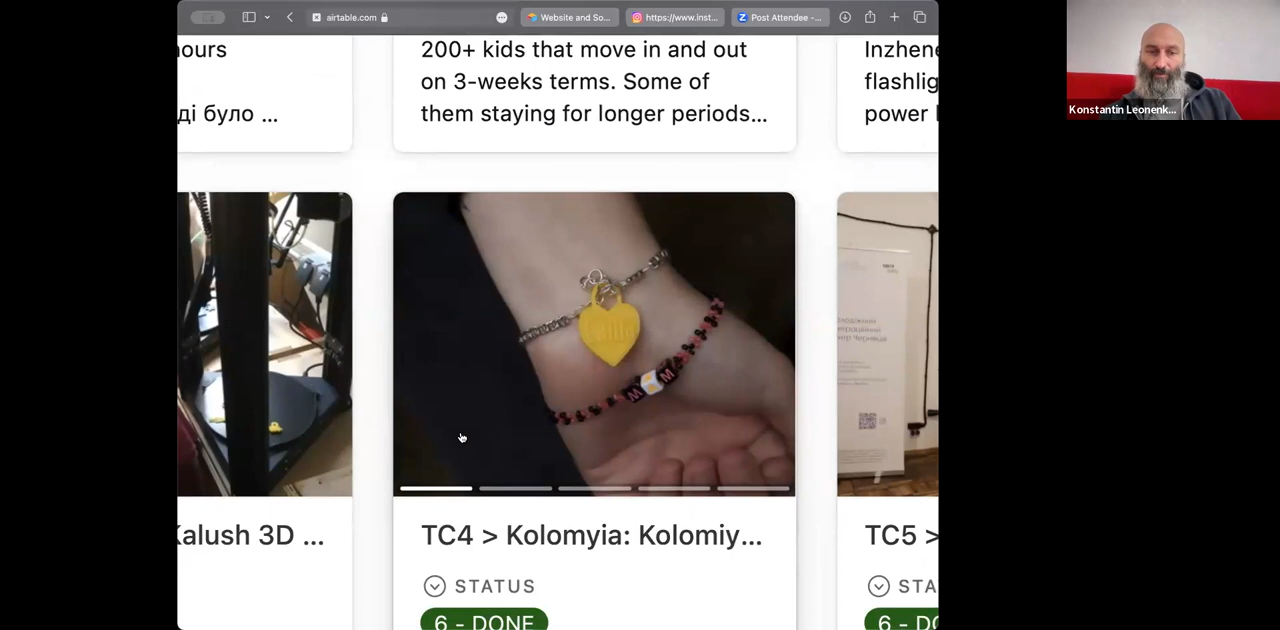 airtable.com
Website and So...
https://www.inst...
Post Attendee -...
Konstantin Leonenk...
hours
ді було ...
200+ kids that move in and out
on 3-weeks terms. Some of
them staying for longer periods...
Inzhene
flashlig
power
Kalush 3D ...
TC4 > Kolomyia: Kolomiy...
STATUS
6 - DONE
TC5 >
STA
6 - DO